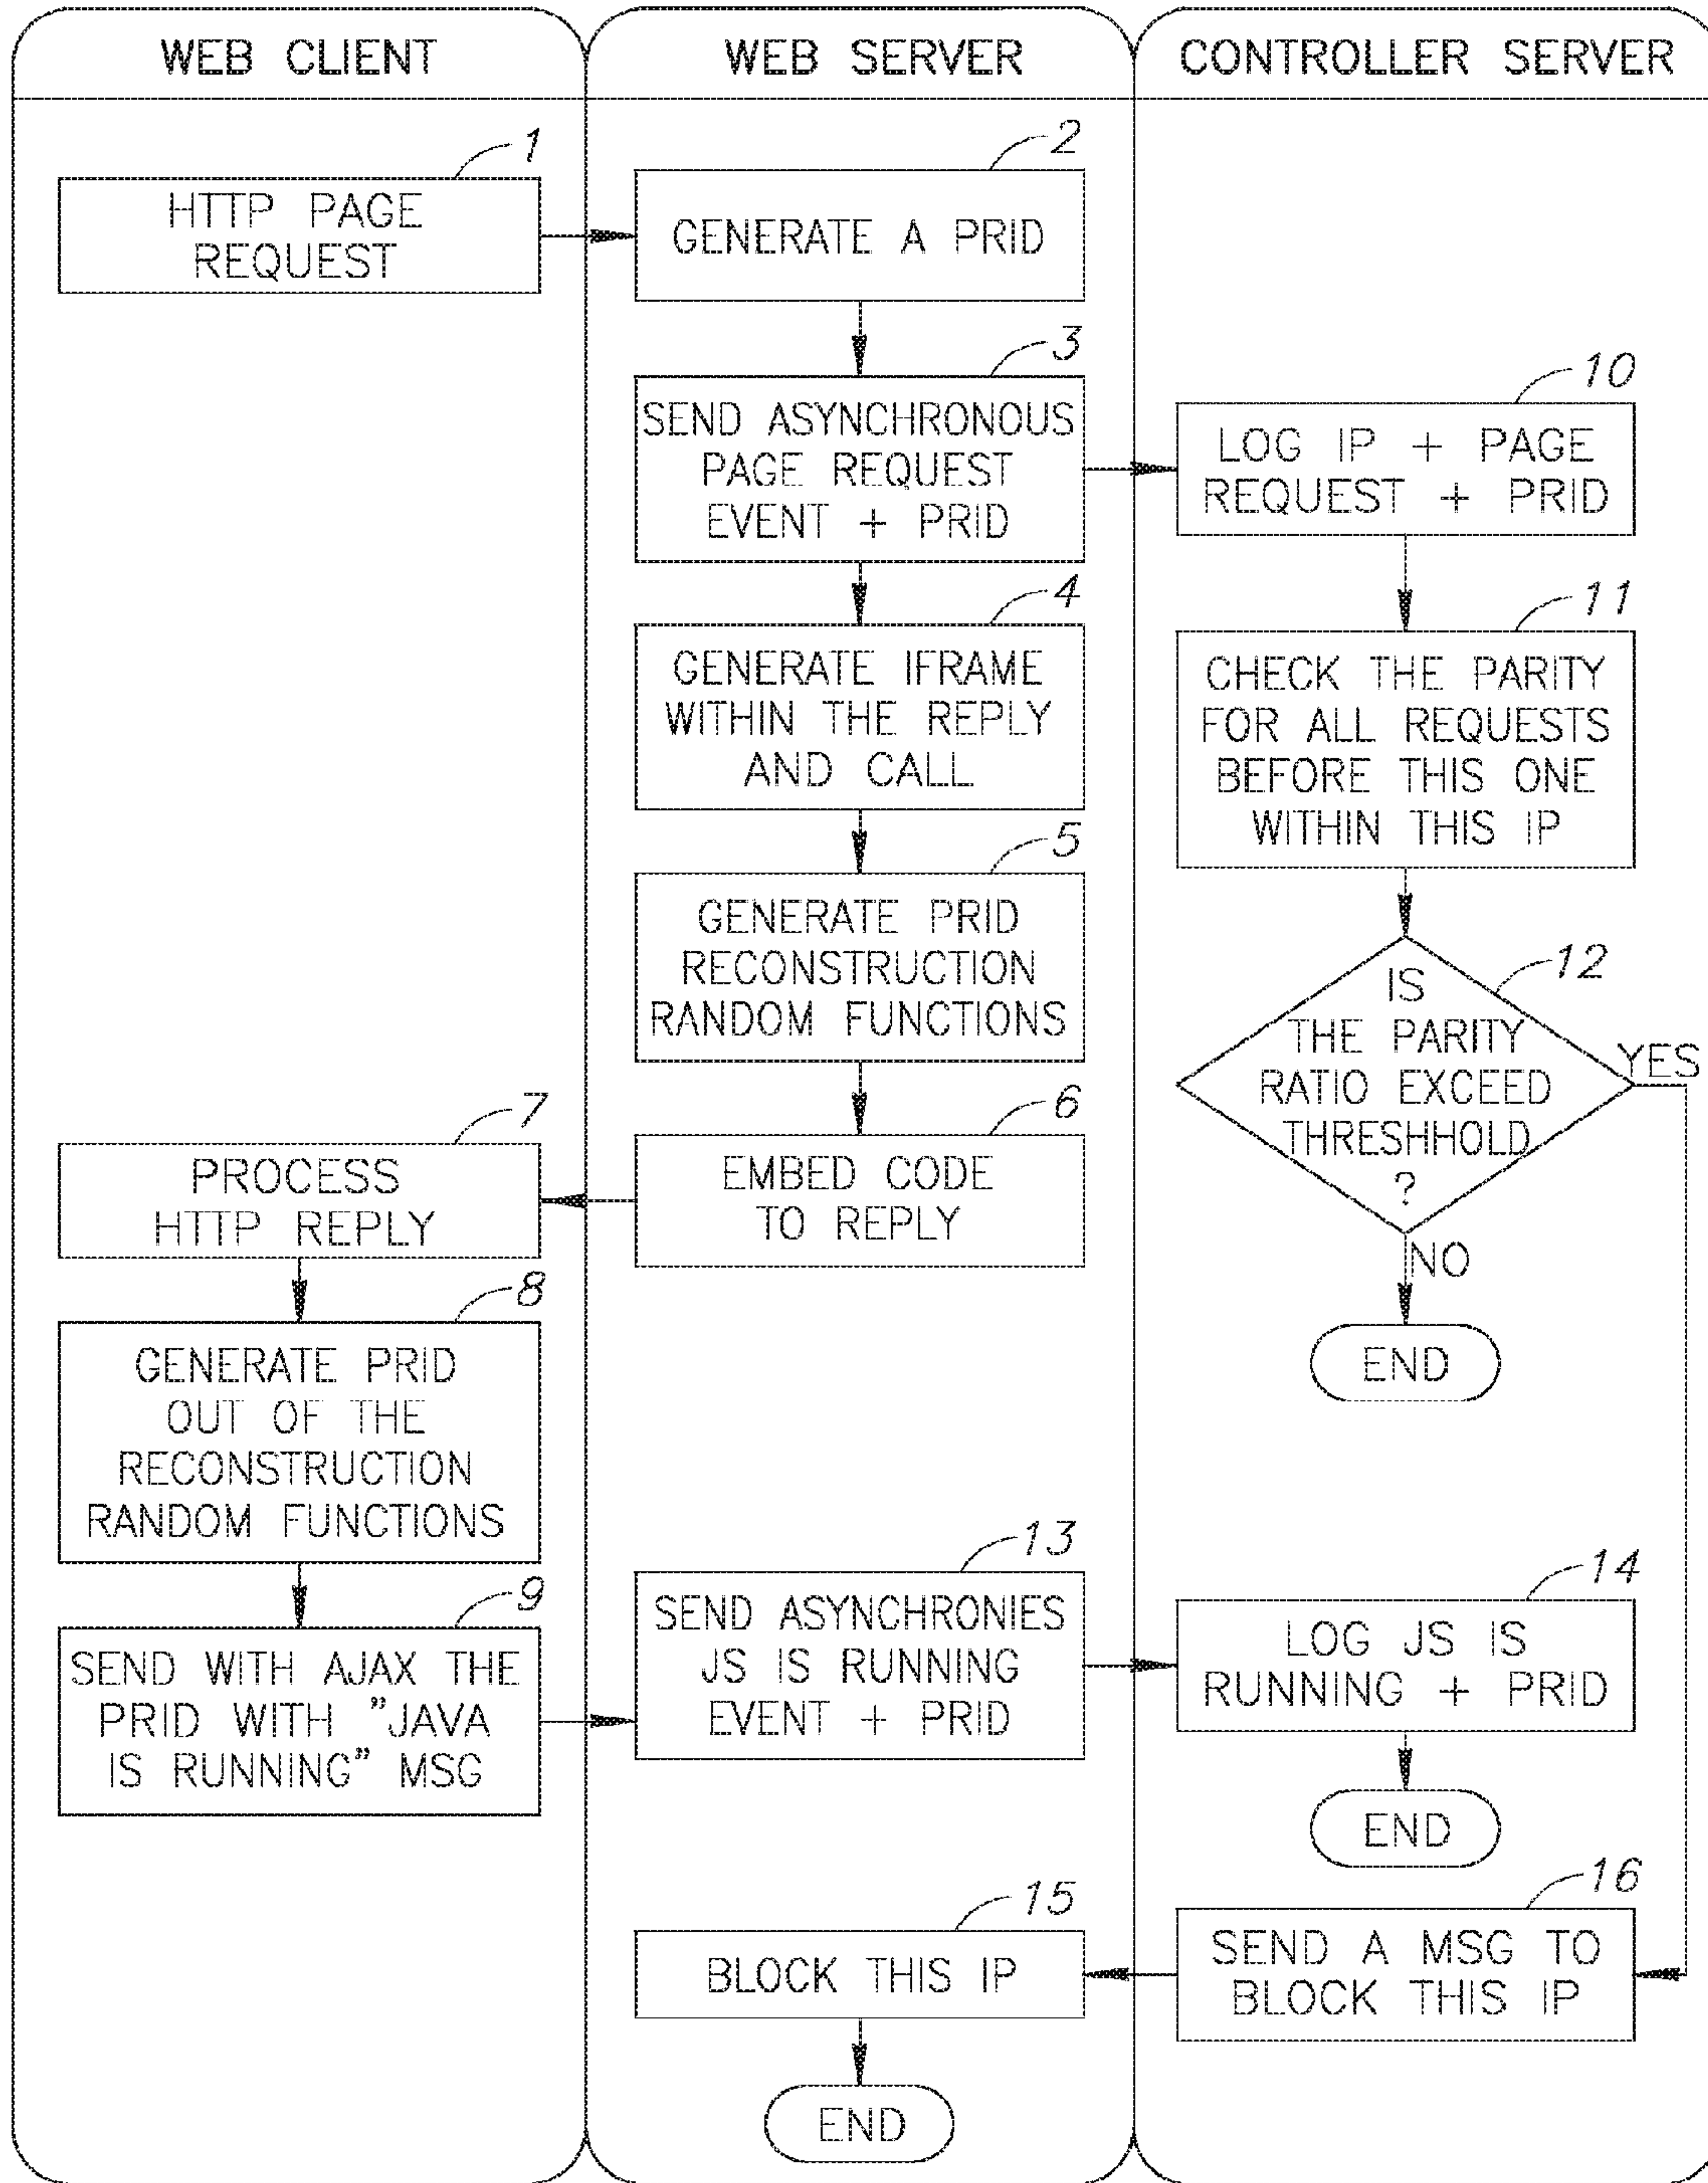 WEB CLIENT
WEB SERVER
CONTROLLER SERVER
1
HTTP PAGE
REQUEST
2
GENERATE A PRID
3
SEND ASYNCHRONOUS
PAGE REQUEST
EVENT + PRID
10
LOG IP + PAGE
REQUEST + PRID
4
GENERATE IFRAME
WITHIN THE REPLY
AND CALL
11
CHECK THE PARITY
FOR ALL REQUESTS
BEFORE THIS ONE
WITHIN THIS IP
5
GENERATE PRID
RECONSTRUCTION
RANDOM FUNCTIONS
12
IS
THE PARITY
RATIO EXCEED
THRESHHOLD
?
YES
NO
END
6
EMBED CODE
TO REPLY
7
PROCESS
HTTP REPLY
8
GENERATE PRID
OUT OF THE
RECONSTRUCTION
RANDOM FUNCTIONS
9
SEND WITH AJAX THE
PRID WITH "JAVA
IS RUNNING" MSG
13
SEND ASYNCHRONIES
JS IS RUNNING
EVENT + PRID
14
LOG JS IS
RUNNING + PRID
END
16
SEND A MSG TO
BLOCK THIS IP
15
BLOCK THIS IP
END